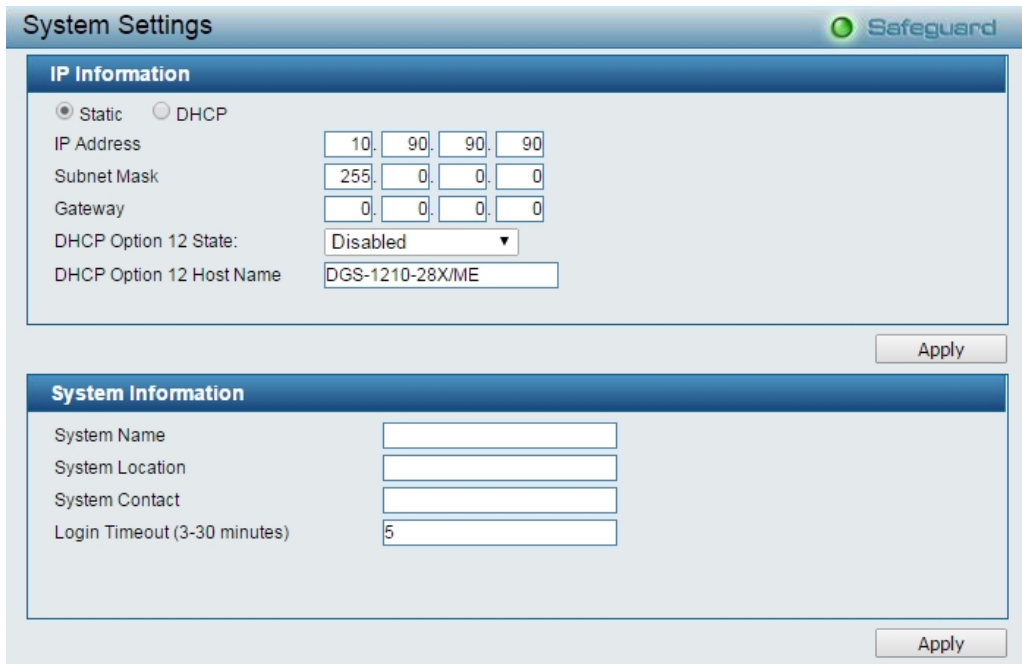 System Settings
Safeguard
IP Information
Static DHCP
IP Address 10. 90. 90. 90
Subnet Mask 255. 0. 0. 0
Gateway 0. 0. 0. 0
DHCP Option 12 State: Disabled
DHCP Option 12 Host Name DGS-1210-28X/ME
Apply
System Information
System Name
System Location
System Contact
Login Timeout (3-30 minutes) 5
Apply